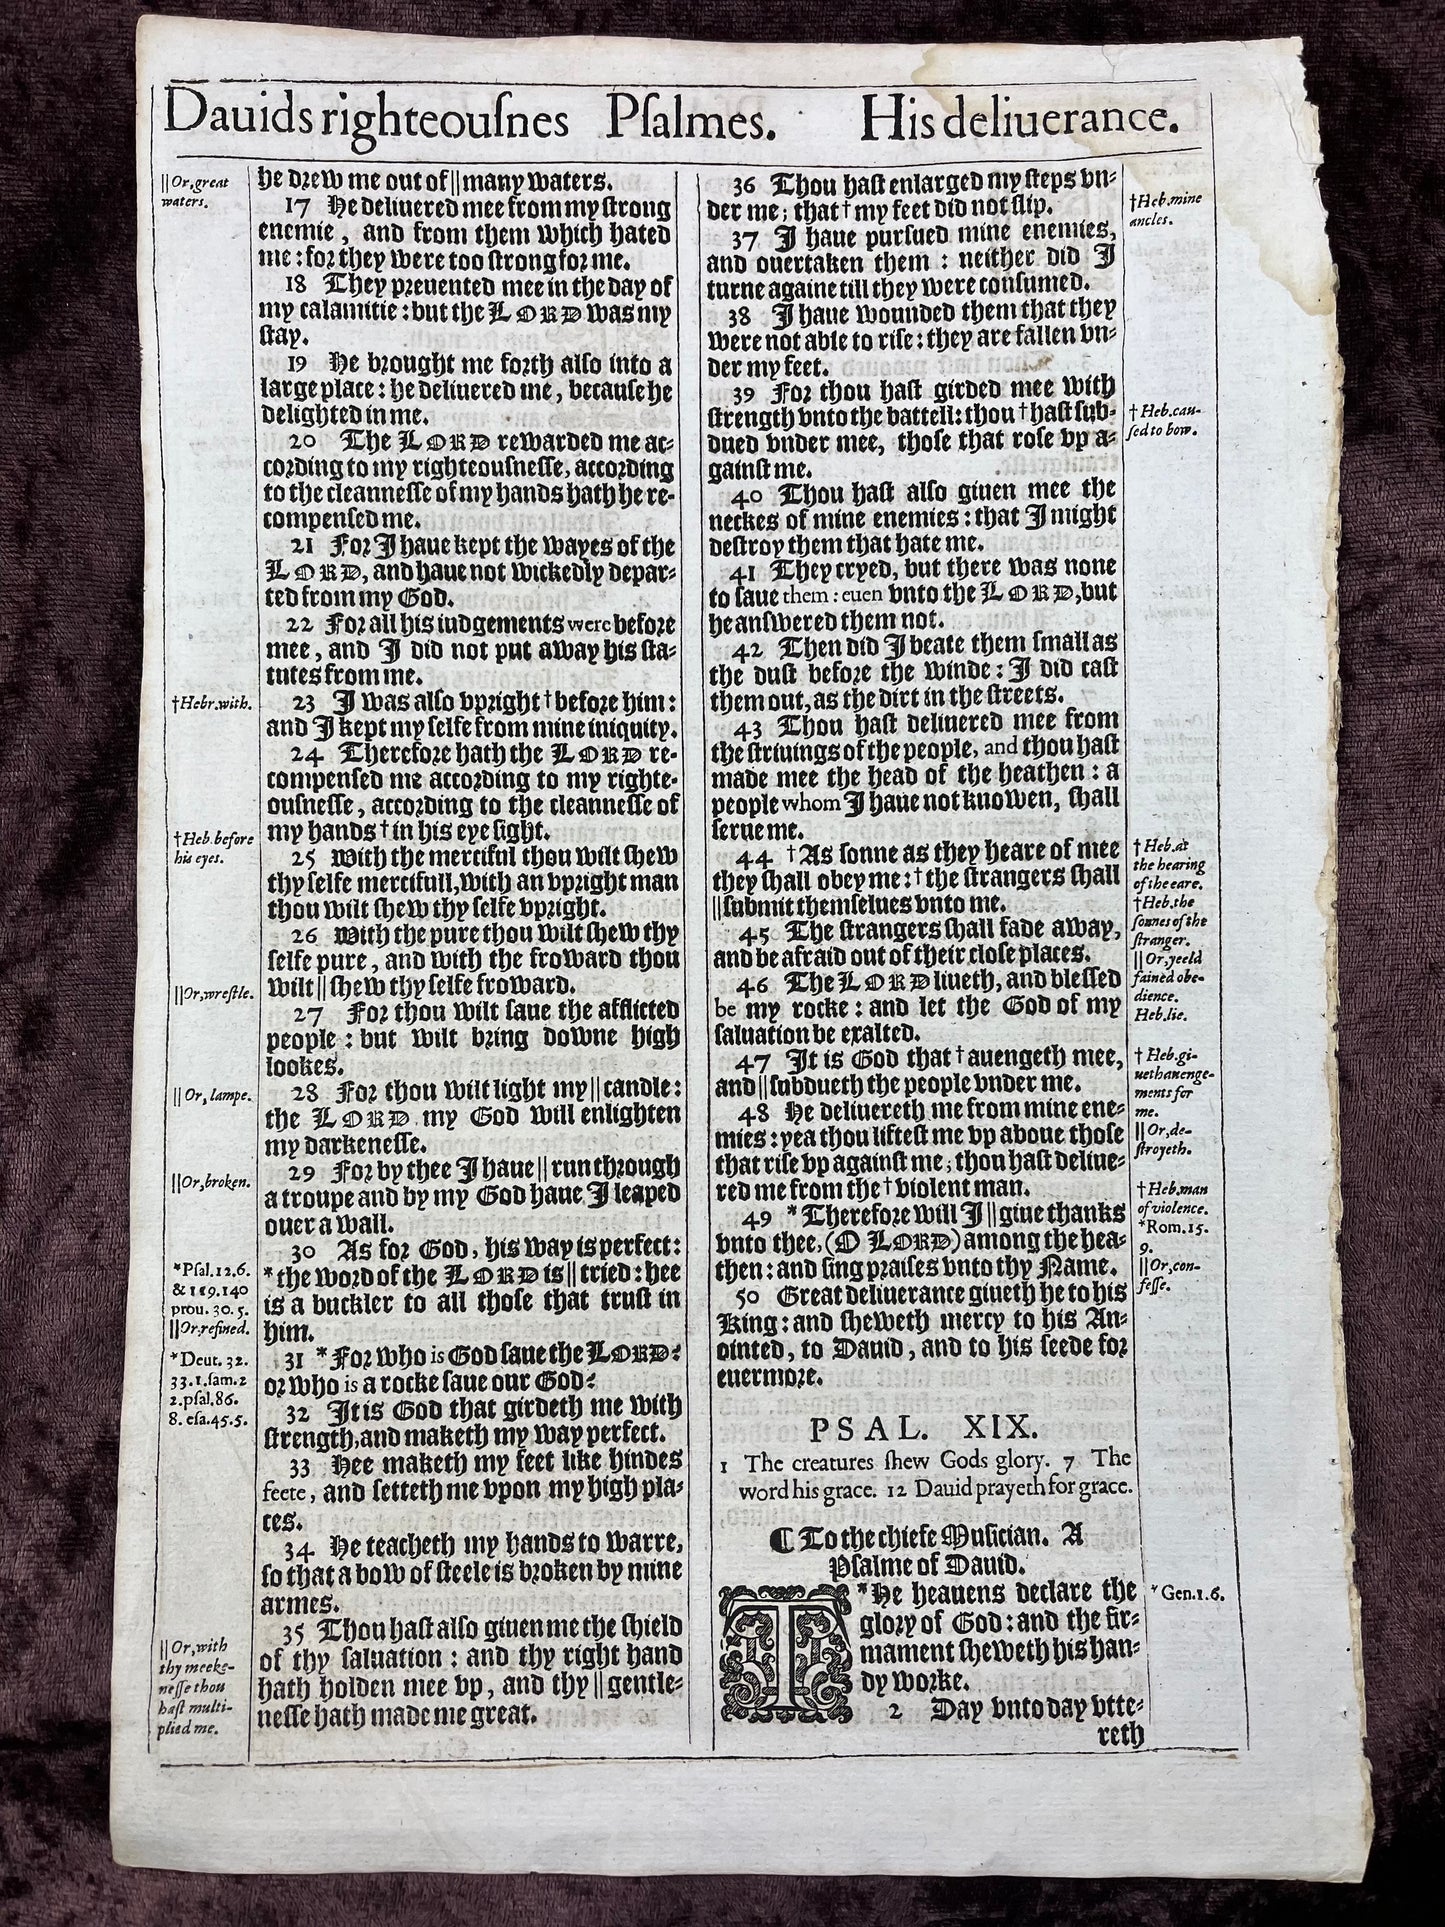 Dauids righteouſnes Pſalmes. His deliuerance.
||Or, great
waters.
he drew me out of || many waters.
17 He deliuered mee from my ſtrong
enemie, and from them which hated
me: for they were too ſtrong for me.
18 They preuented mee in the day of
my calamitie: but the LORD was my
ſtay.
19 He brought me forth alſo into a
large place: he deliuered me, becauſe he
delighted in me.
20 The LORD rewarded me ac-
cording to my righteouſneſſe, according
to the cleanneſſe of my hands hath he re-
compenſed me.
21 For I haue kept the wayes of the
LORD, and haue not wickedly depar-
ted from my God.
22 For all his iudgements were before
mee, and I did not put away his ſta-
tutes from me.
†Hebr. with.
23 I was alſo vpright † before him:
and I kept my ſelfe from mine iniquity.
24 Therefore hath the LORD re-
compenſed me according to my righte-
ouſneſſe, according to the cleanneſſe of
my hands † in his eye ſight.
†Heb. before
his eyes.
25 With the mercifull thou wilt ſhew
thy ſelfe mercifull, with an vpright man
thou wilt ſhew thy ſelfe vpright.
26 With the pure thou wilt ſhew thy
ſelfe pure, and with the froward thou
wilt || ſhew thy ſelfe froward.
||Or, wreſtle.
27 For thou wilt ſaue the afflicted
people: but wilt bring downe high
lookes.
28 For thou wilt light my || candle:
the LORD my God will enlighten
my darkeneſſe.
||Or, lampe.
29 For by thee I haue || run through
a troupe and by my God haue I leaped
ouer a wall.
||Or, broken.
30 As for God, his way is perfect:
* the word of the LORD is || tried: hee
is a buckler to all thoſe that truſt in
him.
*Pſal. 12.6.
& 119.140
prou. 30. 5.
||Or, refined.
31 * For who is God ſaue the LORD?
or who is a rocke ſaue our God?
*Deut. 32.
33. 1. ſam. 2
2. pſal. 86.
8. eſa. 45. 5.
32 It is God that girdeth me with
ſtrength, and maketh my way perfect.
33 Hee maketh my feet like hindes
feete, and ſetteth me vpon my high pla-
ces.
34 He teacheth my hands to warre,
ſo that a bow of ſteele is broken by mine
armes.
35 Thou haſt alſo giuen me the ſhield
of thy ſaluation: and thy right hand
hath holden mee vp, and thy || gentle-
neſſe hath made me great.
||Or, with
thy meeke-
neſſe thou
haſt multi-
plied me.
36 Thou haſt enlarged my ſteps vn-
der me; that † my feet did not ſlip.
†Heb. mine
ancles.
37 I haue purſued mine enemies,
and ouertaken them: neither did I
turne againe till they were conſumed.
38 I haue wounded them that they
were not able to riſe: they are fallen vn-
der my feet.
39 For thou haſt girded mee with
ſtrength vnto the battell: thou † haſt ſub-
dued vnder mee, thoſe that roſe vp a-
gainſt me.
† Heb. cau-
ſed to bow.
40 Thou haſt alſo giuen mee the
neckes of mine enemies: that I might
deſtroy them that hate me.
41 They cryed, but there was none
to ſaue them: euen vnto the LORD, but
he anſwered them not.
42 Then did I beate them ſmall as
the duſt before the winde: I did caſt
them out, as the dirt in the ſtreets.
43 Thou haſt deliuered mee from
the ſtriuings of the people, and thou haſt
made mee the head of the heathen: a
people whom I haue not knowen, ſhall
ſerue me.
44 † As ſonne as they heare of mee
they ſhall obey me: † the ſtrangers ſhall
|| ſubmit themſelues vnto me.
† Heb. at
the hearing
of the eare.
† Heb. the
ſonnes of the
ſtranger.
|| Or, yeeld
fained obe-
dience.
Heb. lie.
45 The ſtrangers ſhall fade away,
and be afraid out of their cloſe places.
46 The LORD liueth, and bleſſed
be my rocke: and let the God of my
ſaluation be exalted.
47 It is God that † auengeth mee,
and || ſubdueth the people vnder me.
† Heb. gi-
ueth auenge-
ments for
me.
|| Or, de-
ſtroyeth.
48 He deliuereth me from mine ene-
mies: yea thou lifteſt me vp aboue thoſe
that riſe vp againſt me; thou haſt deliue-
red me from the † violent man.
† Heb. man
of violence.
49 * Therefore will I || giue thanks
vnto thee, (O LORD) among the hea-
then: and ſing praiſes vnto thy Name.
*Rom. 15.
9.
|| Or, con-
feſſe.
50 Great deliuerance giueth he to his
King: and ſheweth mercy to his An-
ointed, to Dauid, and to his ſeede for
euermore.
PSAL. XIX.
1 The creatures ſhew Gods glory. 7 The
word his grace. 12 Dauid prayeth for grace.
¶ To the chiefe Muſician. A
Pſalme of Dauid.
T*He heauens declare the
glory of God: and the fir-
mament ſheweth his han-
dy worke.
* Gen. 1. 6.
2 Day vnto day vtte-
reth